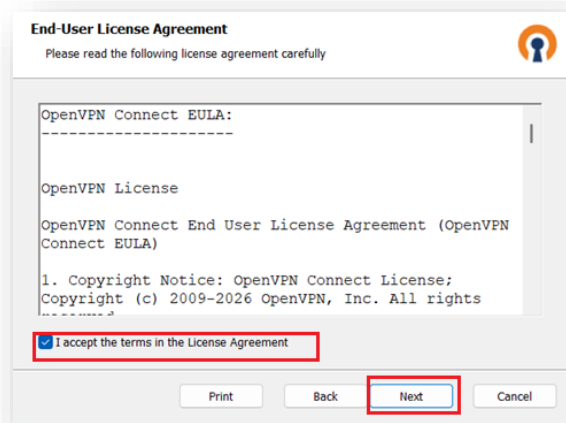 End-User License Agreement
Please read the following license agreement carefully
OpenVPN Connect EULA:
----------------------
OpenVPN License
OpenVPN Connect End User License Agreement (OpenVPN
Connect EULA)
1. Copyright Notice: OpenVPN Connect License;
Copyright (c) 2009-2026 OpenVPN, Inc. All rights
I accept the terms in the License Agreement
Print Back Next Cancel